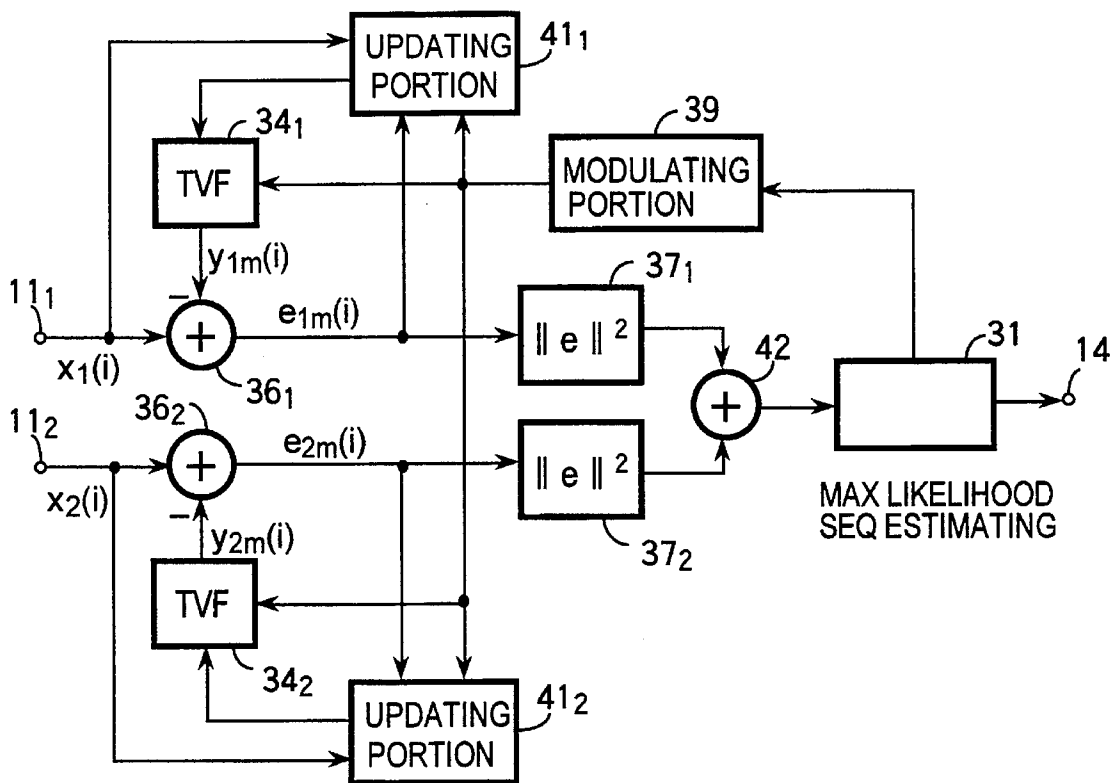 UPDATING
PORTION
41₁
34₁
39
TVF
MODULATING
PORTION
y₁ₘ(i)
37₁
11₁
−
+
e₁ₘ(i)
‖ e ‖ ²
x₁(i)
36₁
42
31
14
36₂
+
11₂
+
e₂ₘ(i)
‖ e ‖ ²
x₂(i)
−
y₂ₘ(i)
37₂
MAX LIKELIHOOD
SEQ ESTIMATING
TVF
34₂
UPDATING
PORTION
41₂